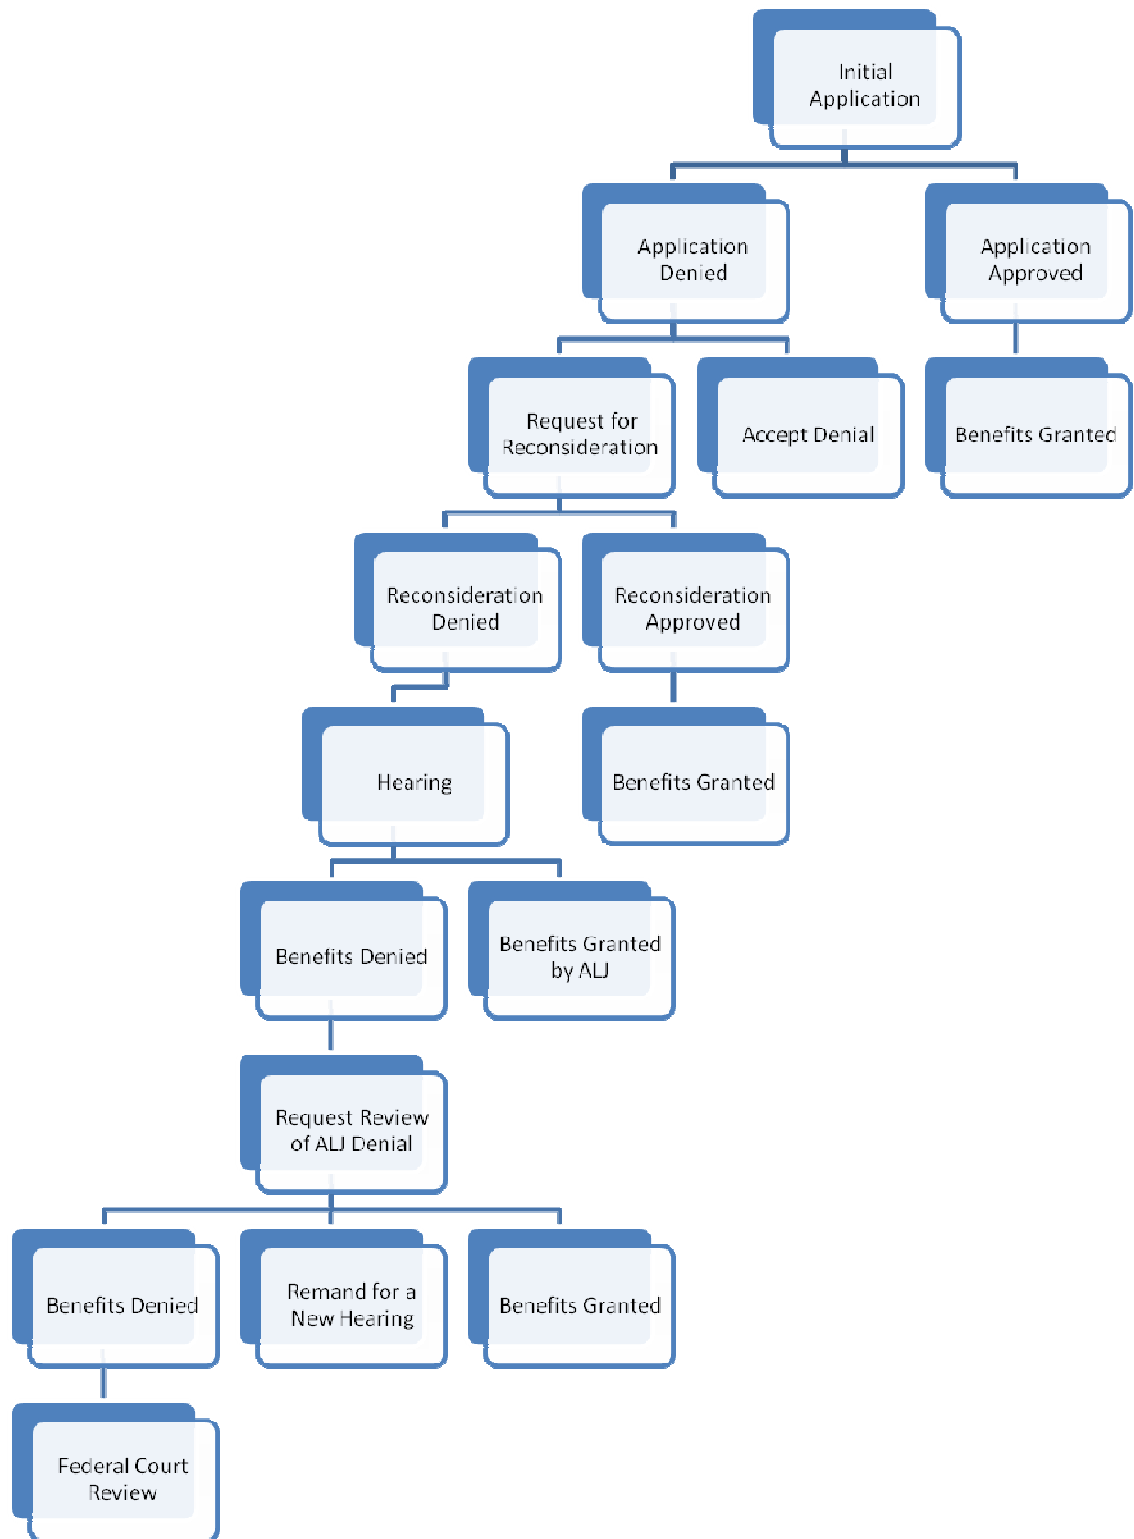 Initial
Application
Application
Denied
Application
Approved
Request for
Reconsideration
Accept Denial
Benefits Granted
Reconsideration
Denied
Reconsideration
Approved
Hearing
Benefits Granted
Benefits Denied
Benefits Granted
by ALJ
Request Review
of ALJ Denial
Benefits Denied
Remand for a
New Hearing
Benefits Granted
Federal Court
Review